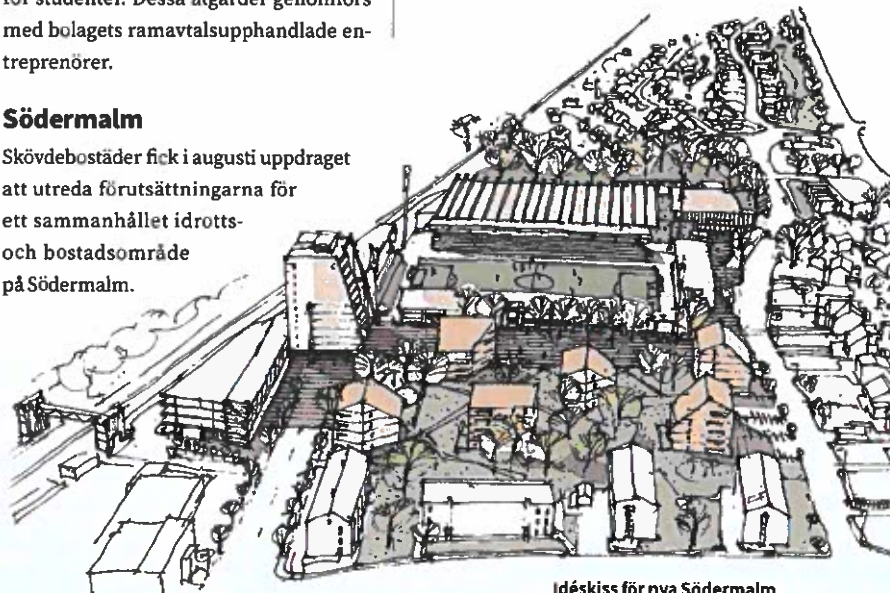 för studenter. Dessa åtgärder genomförs
med bolagets ramavtalsupphandlade en-
treprenörer.
Södermalm
Skövdebostäder fick i augusti uppdraget
att utreda förutsättningarna för
ett sammanhållet idrotts-
och bostadsområde
på Södermalm.
Idéskiss för nya Södermalm